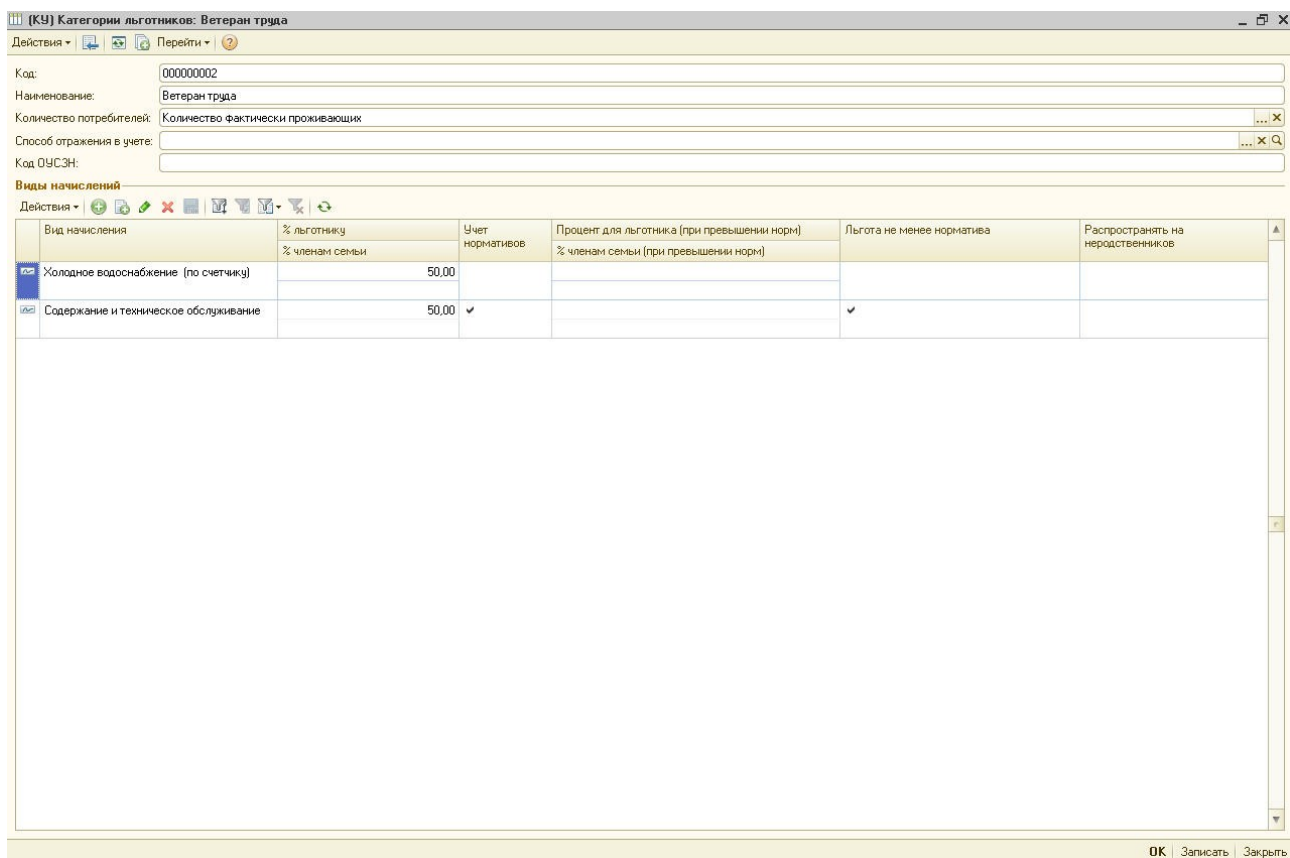 (КУ) Категории льготников: Ветеран труда
Действия Перейти
Код: 000000002
Наименование: Ветеран труда
Количество потребителей: Количество фактически проживающих
Способ отражения в учете:
Код ОУСЗН:
Виды начислений
Действия
Вид начисления % льготнику Учет нормативов Процент для льготника (при превышении норм) Льгота не менее норматива Распространять на неродственников
% членам семьи % членам семьи (при превышении норм)
Холодное водоснабжение (по счетчику) 50,00
Содержание и техническое обслуживание 50,00
ОК Записать Закрыть